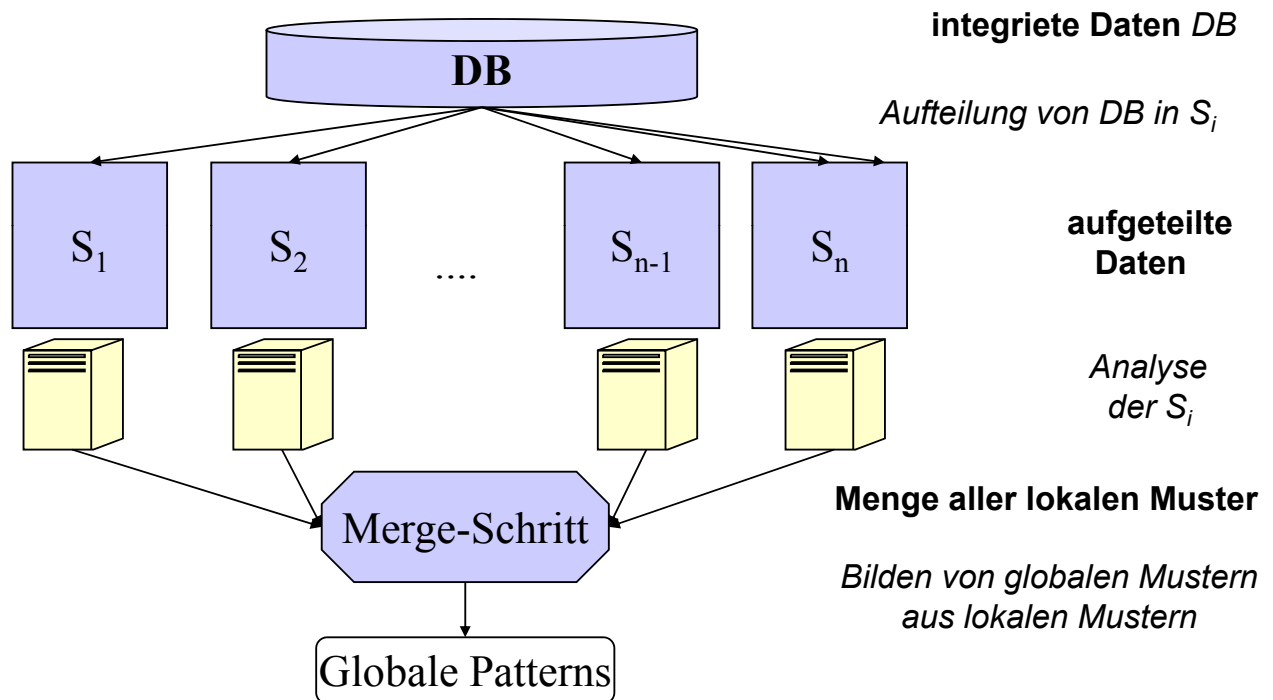 integriete Daten DB
DB
Aufteilung von DB in Si
S1
S2
....
Sn-1
Sn
aufgeteilte
Daten
Analyse
der Si
Menge aller lokalen Muster
Merge-Schritt
Bilden von globalen Mustern
aus lokalen Mustern
Globale Patterns